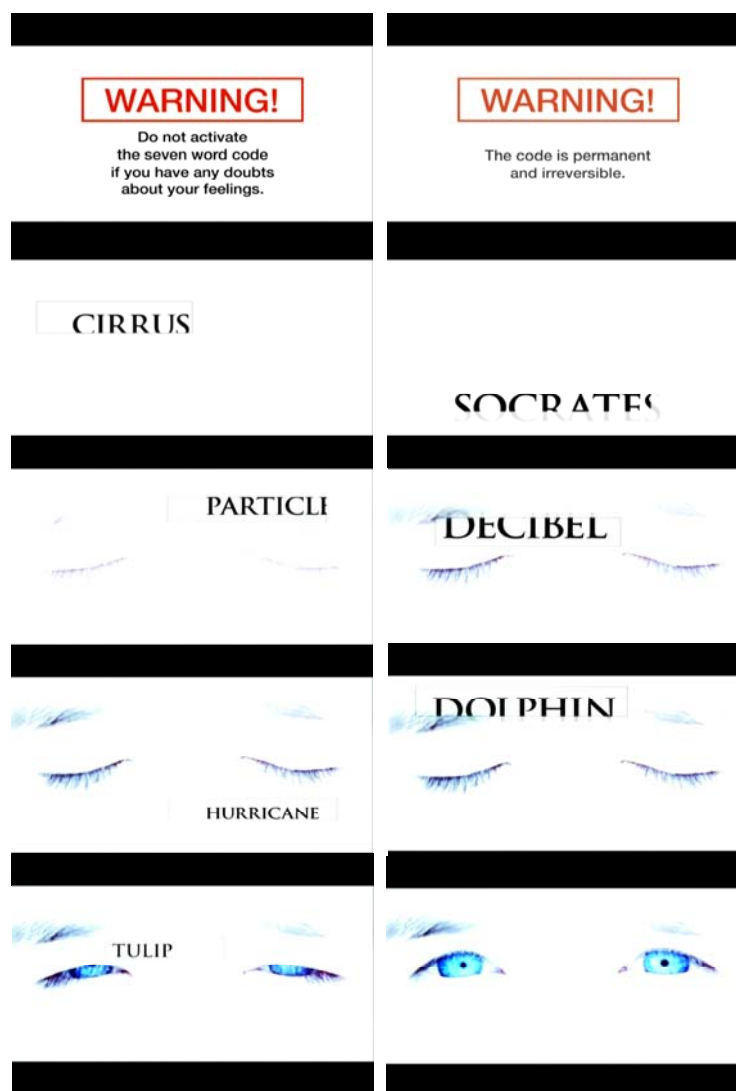 WARNING!
Do not activate
the seven word code
if you have any doubts
about your feelings.
WARNING!
The code is permanent
and irreversible.
CIRRUS
SOCRATES
PARTICLE
DECIBEL
HURRICANE
DOLPHIN
TULIP